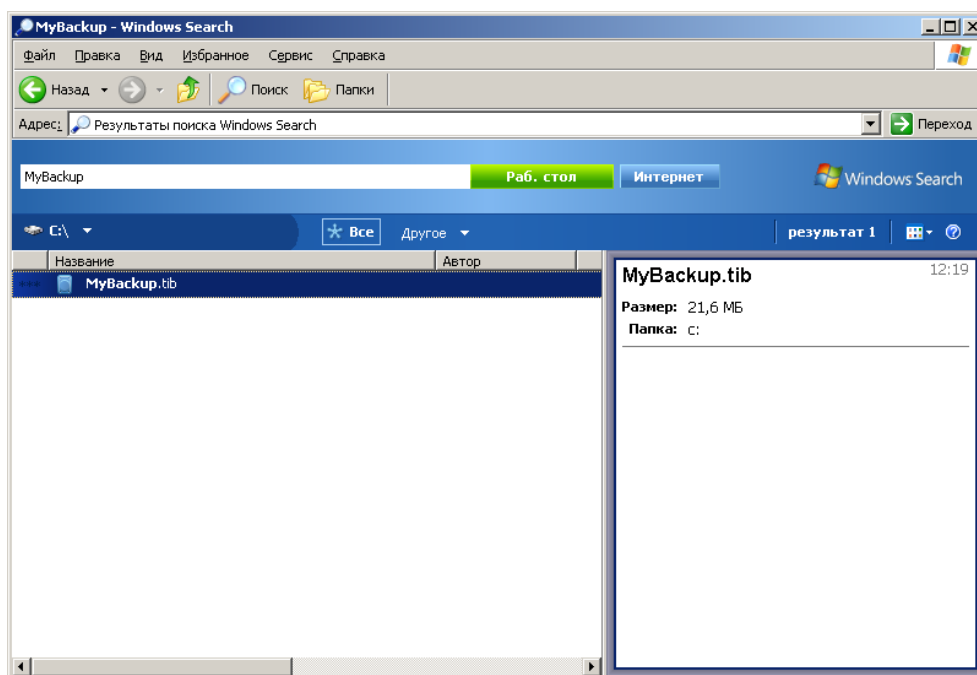 MyBackup - Windows Search
Файл Правка Вид Избранное Сервис Справка
Назад Поиск Папки
Адрес: Результаты поиска Windows Search Переход
MyBackup Раб. стол Интернет Windows Search
C:\ Все Другое результат 1
Название Автор
MyBackup.tib
MyBackup.tib 12:19
Размер: 21,6 МБ
Папка: c: